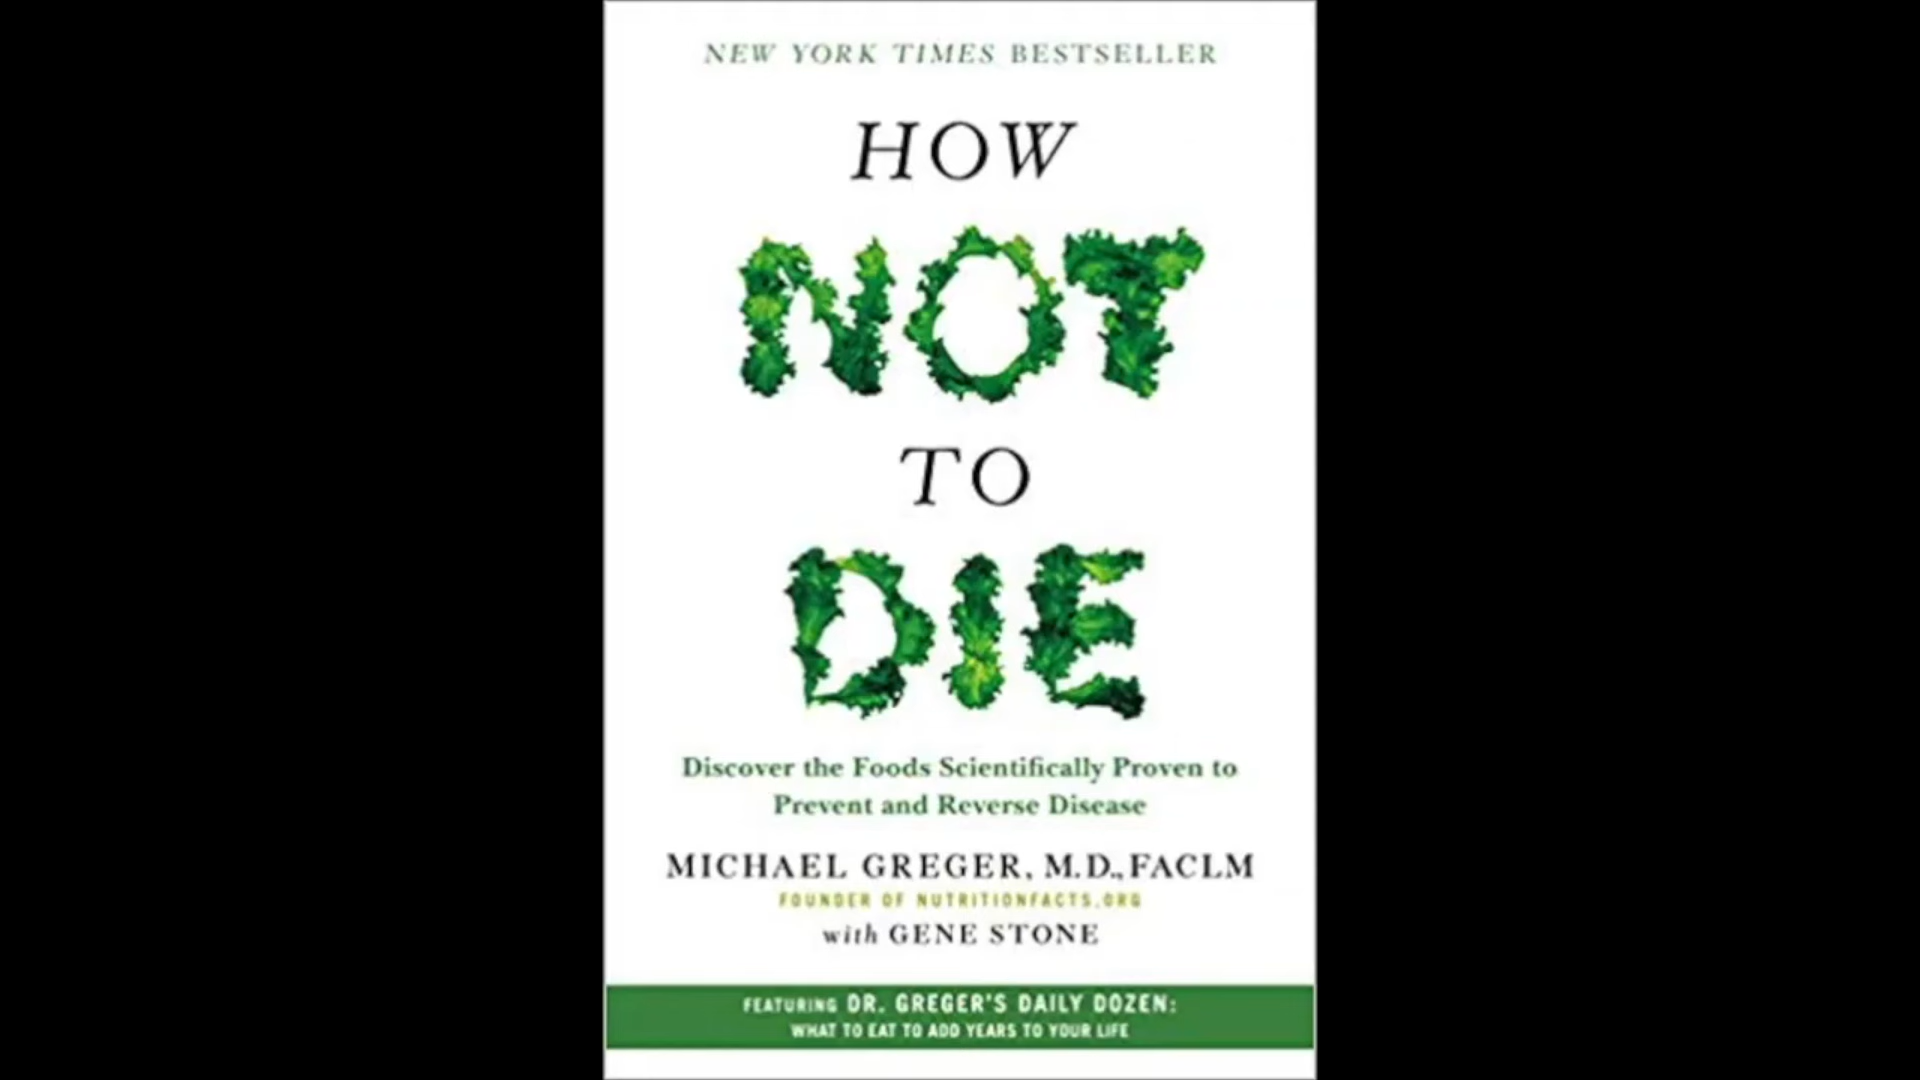 NEW YORK TIMES BESTSELLER
HOW
NOT
TO
DIE
Discover the Foods Scientifically Proven to
Prevent and Reverse Disease
MICHAEL GREGER, M.D., FACLM
FOUNDER OF NUTRITIONFACTS.ORG
with GENE STONE
FEATURING DR. GREGER'S DAILY DOZEN:
WHAT TO EAT TO ADD YEARS TO YOUR LIFE